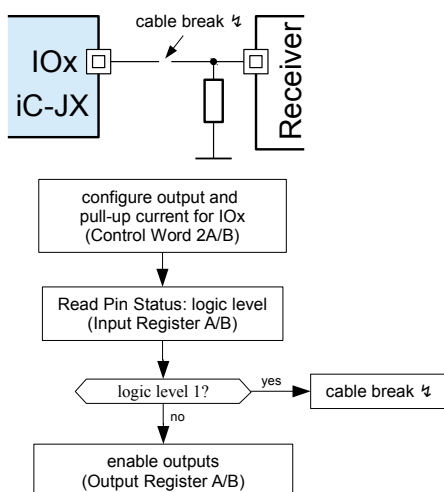 cable break ↯
IOx
iC-JX
Receiver
configure output and
pull-up current for IOx
(Control Word 2A/B)
Read Pin Status: logic level
(Input Register A/B)
logic level 1?
yes
cable break ↯
no
enable outputs
(Output Register A/B)